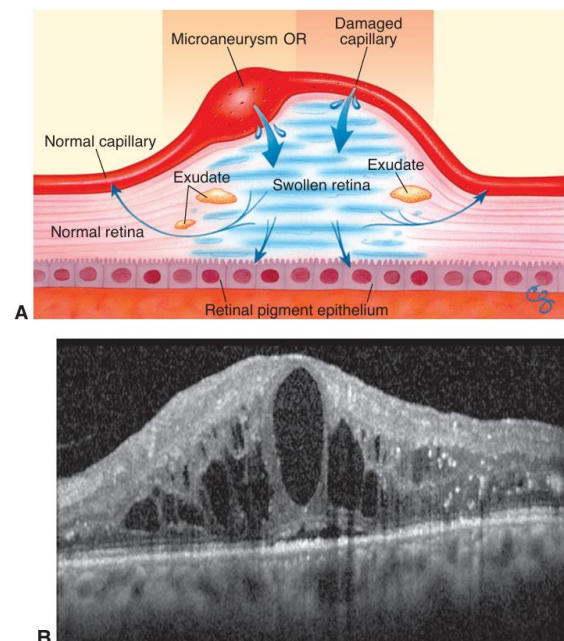 Microaneurysm OR
Damaged
capillary
Normal capillary
Exudate
Swollen retina
Exudate
Normal retina
Retinal pigment epithelium
A
B